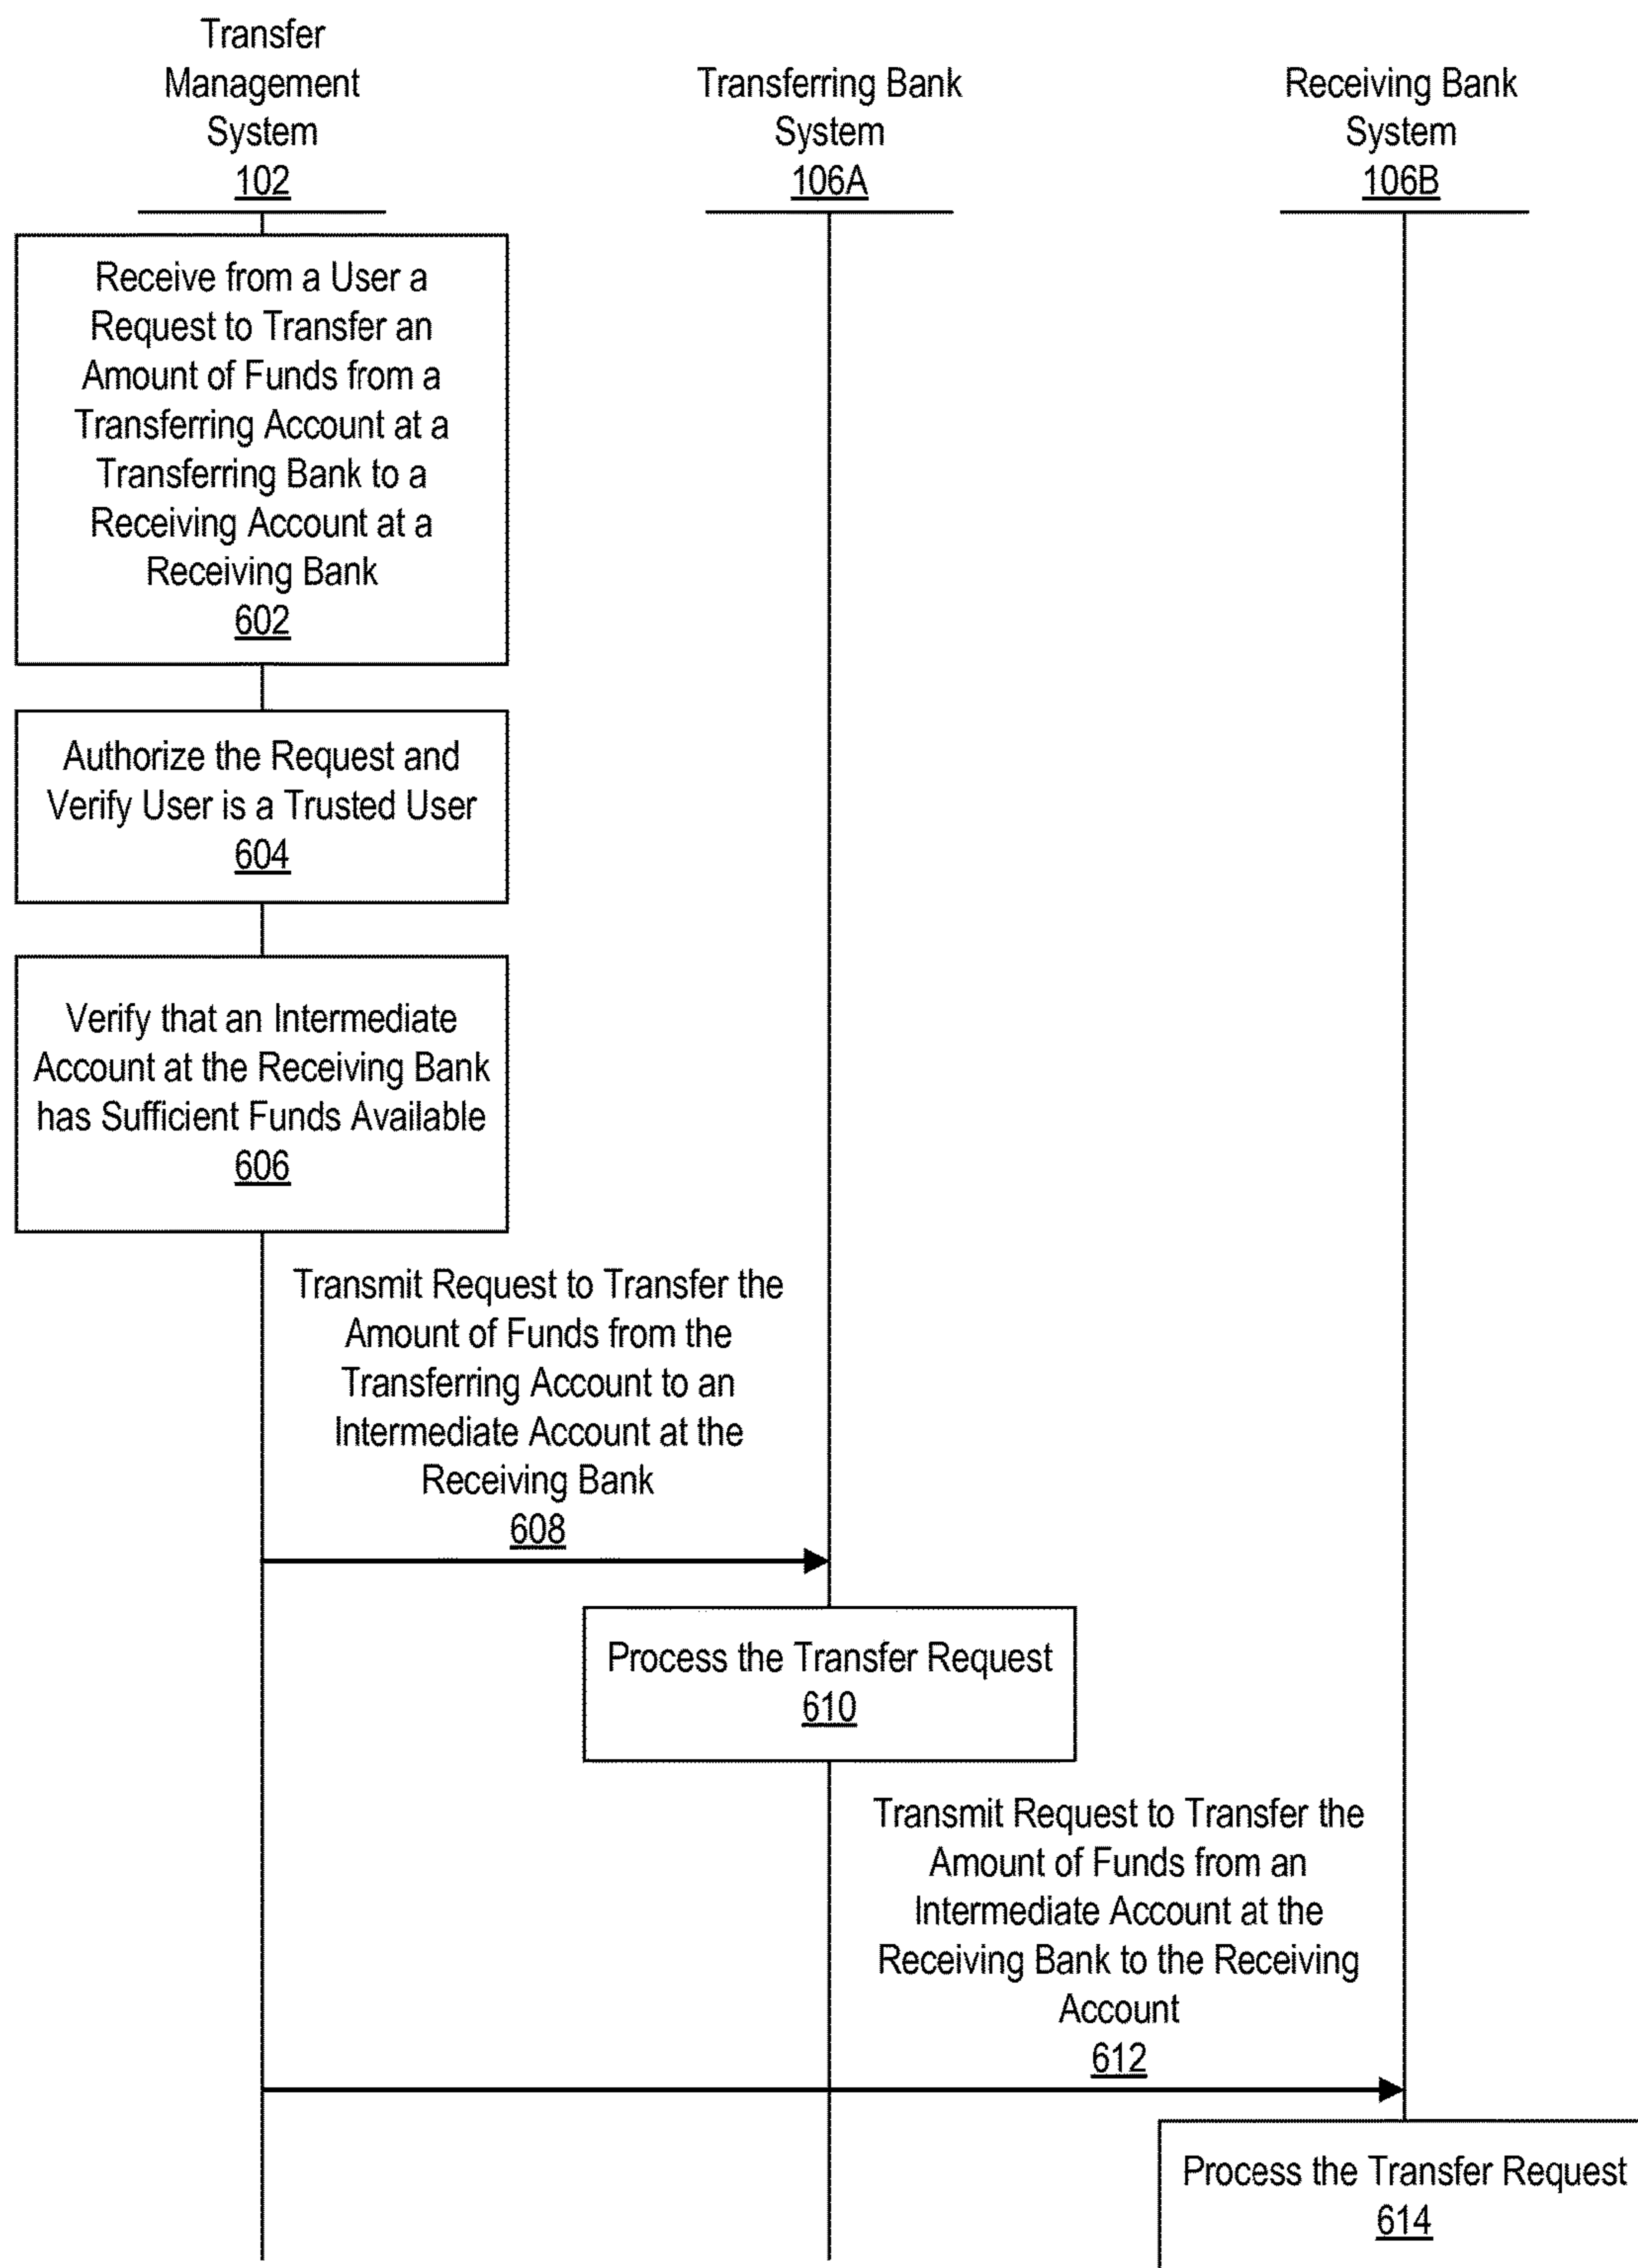 Transfer
Management
System
102
Transferring Bank
System
106A
Receiving Bank
System
106B
Receive from a User a
Request to Transfer an
Amount of Funds from a
Transferring Account at a
Transferring Bank to a
Receiving Account at a
Receiving Bank
602
Authorize the Request and
Verify User is a Trusted User
604
Verify that an Intermediate
Account at the Receiving Bank
has Sufficient Funds Available
606
Transmit Request to Transfer the
Amount of Funds from the
Transferring Account to an
Intermediate Account at the
Receiving Bank
608
Process the Transfer Request
610
Transmit Request to Transfer the
Amount of Funds from an
Intermediate Account at the
Receiving Bank to the Receiving
Account
612
Process the Transfer Request
614